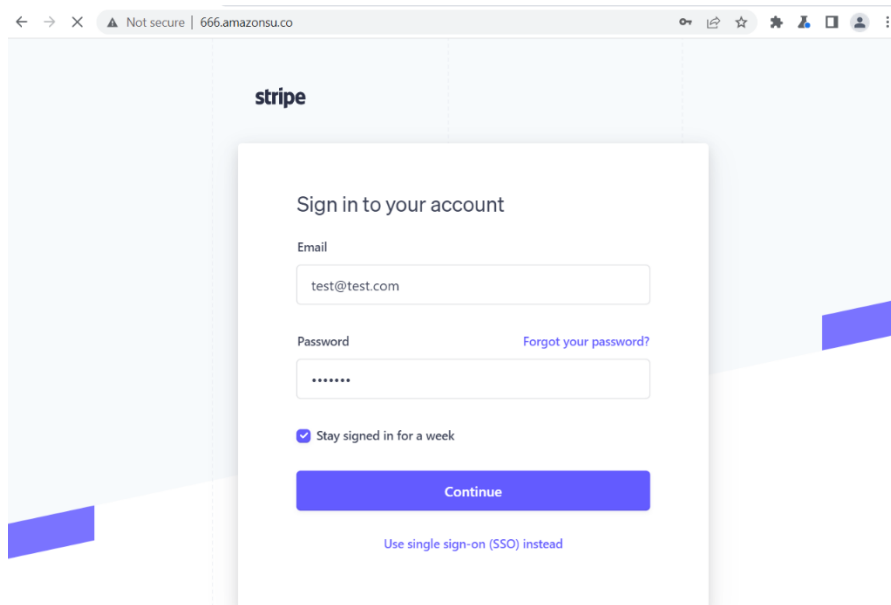 Not secure | 666.amazonsu.co
stripe
Sign in to your account
Email
test@test.com
Password Forgot your password?
•••••••
Stay signed in for a week
Continue
Use single sign-on (SSO) instead